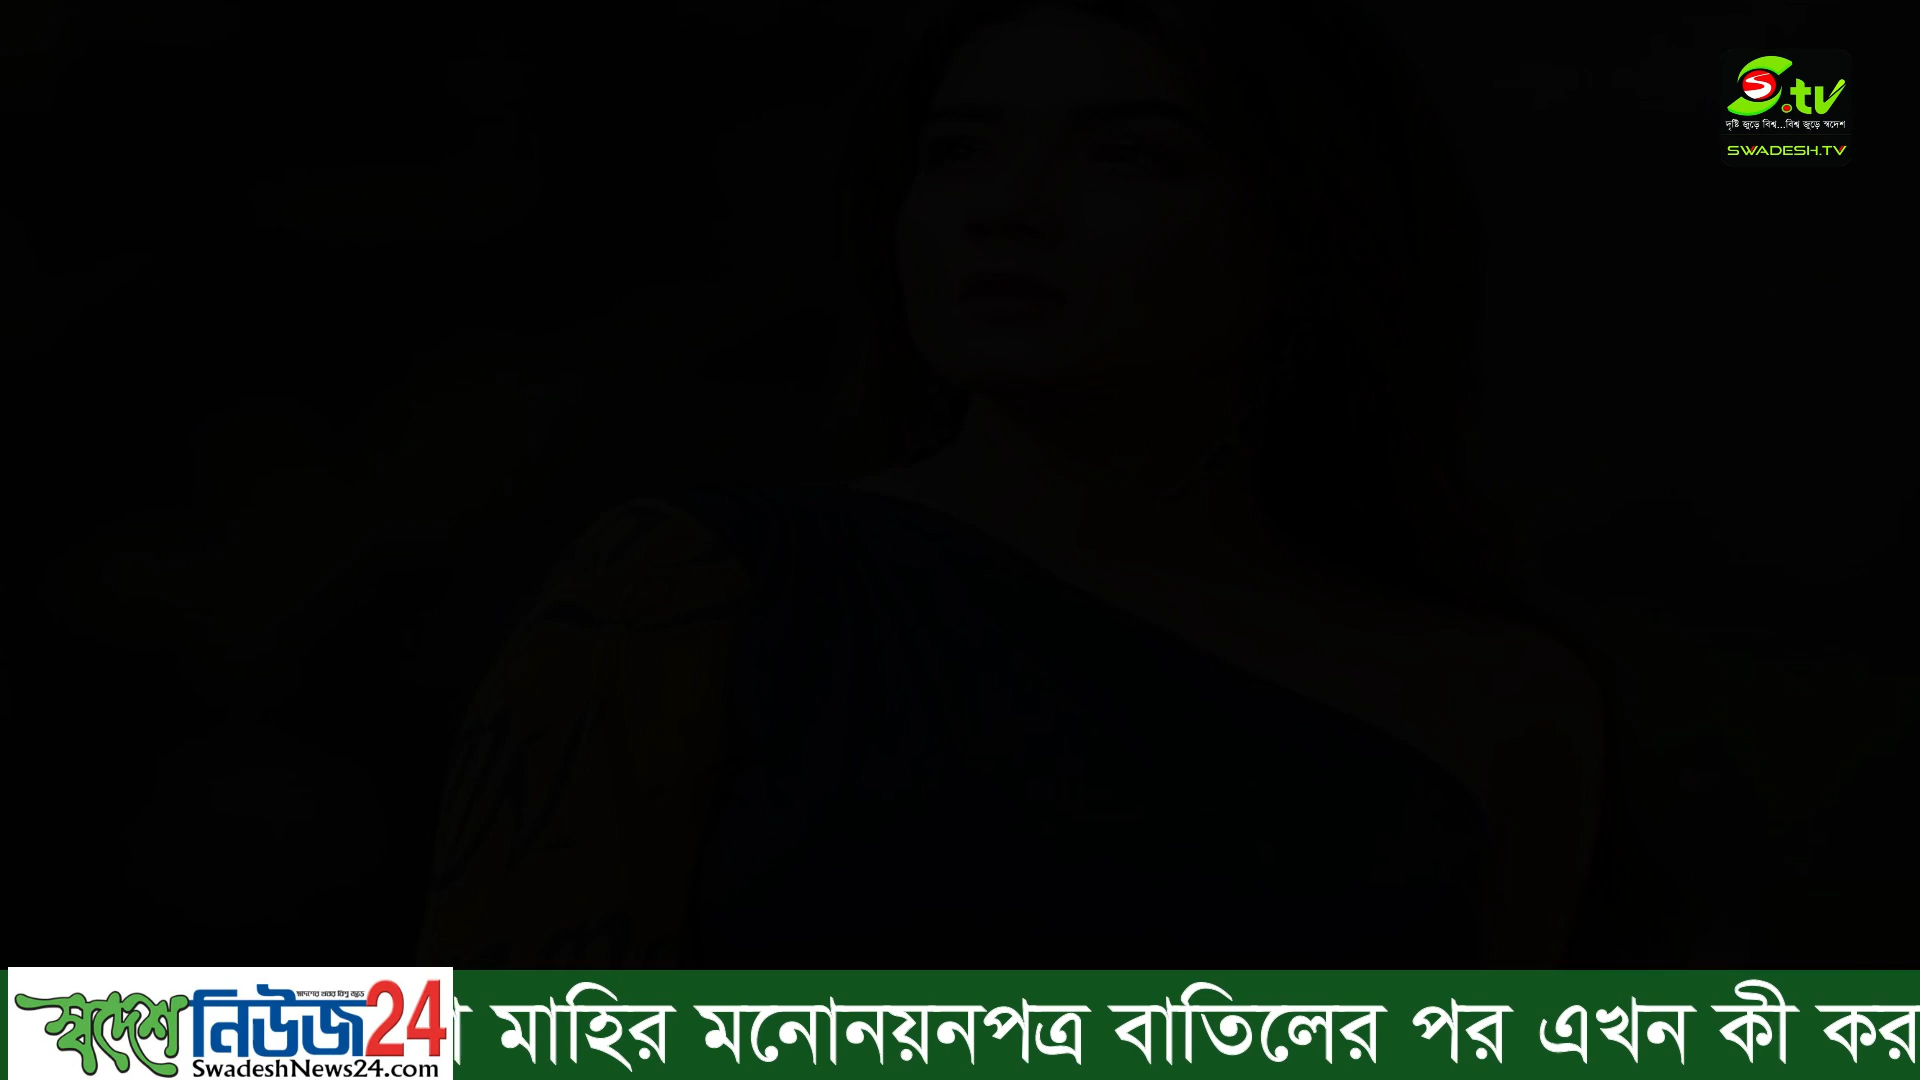 S.tv
দৃষ্টি জুড়ে বিশ্ব...বিশ্ব জুড়ে স্বদেশ
SWADESH.TV
স্বদেশ নিউজ24
SwadeshNews24.com
মাহির মনোনয়নপত্র বাতিলের পর এখন কী কর